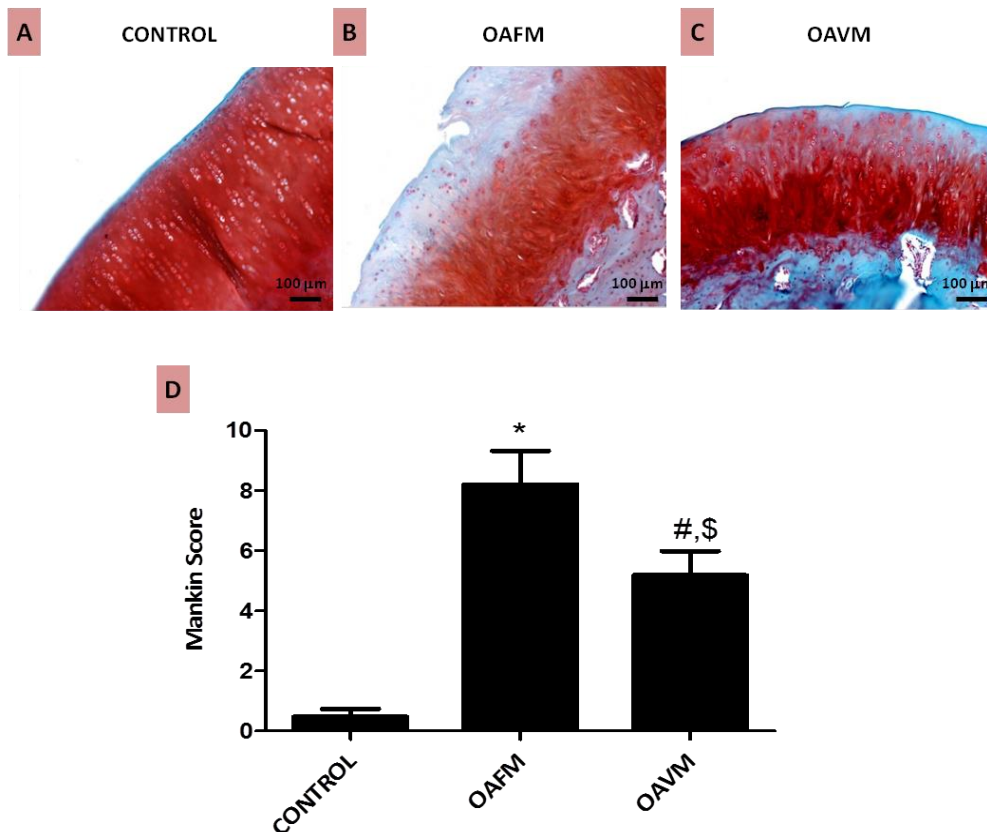 A CONTROL
B OAFM
C OAVM
100 µm
100 µm
100 µm
D
Mankin Score
10
8
6
4
2
0
*
#,$
CONTROL
OAFM
OAVM